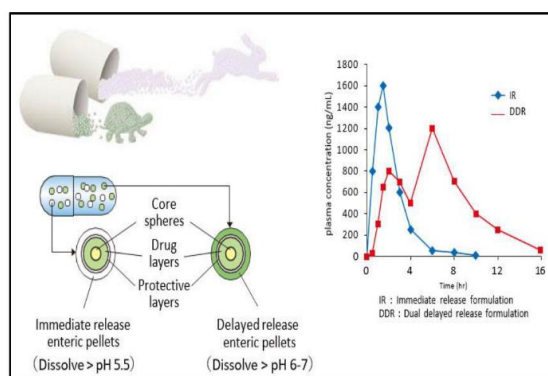 Core
spheres
Drug
layers
Protective
layers
Immediate release
enteric pellets
(Dissolve > pH 5.5)
Delayed release
enteric pellets
(Dissolve > pH 6-7)
plasma concentration (ng/mL)
1800
1600
1400
1200
1000
800
600
400
200
0
0
4
8
12
16
Time (hr)
IR
DDR
IR : Immediate release formulation
DDR : Dual delayed release formulation